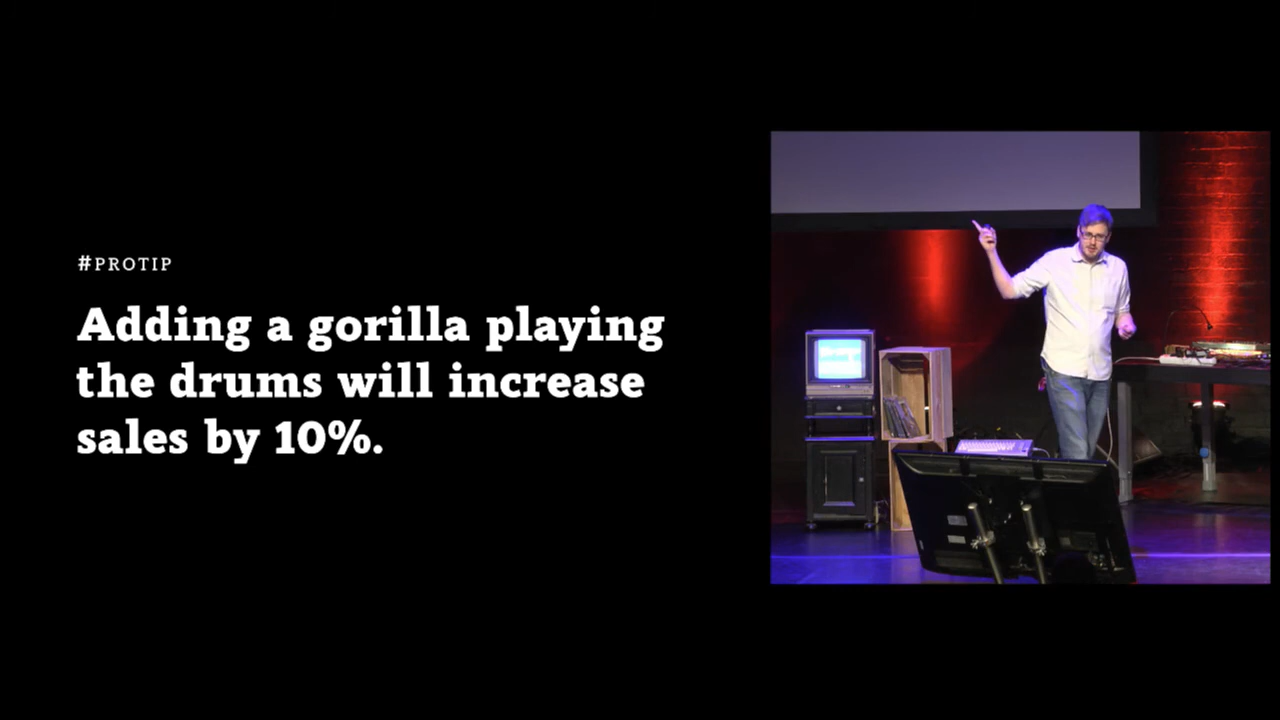 #PROTIP
Adding a gorilla playing
the drums will increase
sales by 10%.